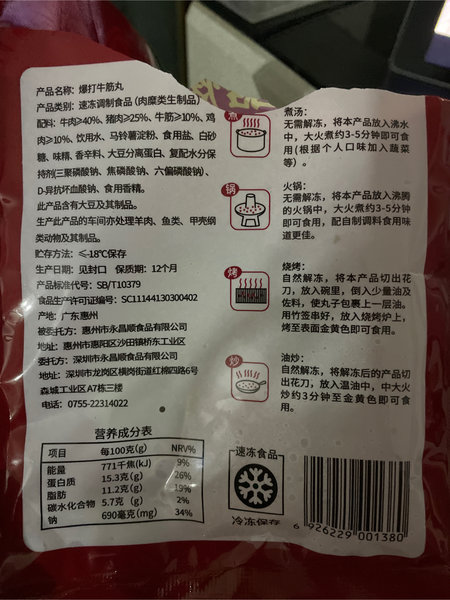 产品名称：爆打牛筋丸
产品类别：速冻调制食品（肉糜类生制品）
配料：牛肉≥40%、猪肉≥25%、牛筋≥10%、鸡
肉≥10%、饮用水、马铃薯淀粉、食用盐、白砂
糖、味精、香辛料、大豆分离蛋白、复配水分保
持剂(三聚磷酸钠、焦磷酸钠、六偏磷酸钠)、
D-异抗坏血酸钠、食用香精。
此产品含有大豆及其制品。
生产此产品的车间亦处理羊肉、鱼类、甲壳纲
类动物及其制品。
贮存方法：≤-18℃保存
生产日期：见封口 保质期：12个月
产品标准代号：SB/T10379
食品生产许可证编号：SC11144130300402
产地：广东惠州
被委托方：惠州市永昌顺食品有限公司
地址：惠州市惠阳区沙田镇桥东工业区
委托方：深圳市永昌顺食品有限公司
地址：深圳市龙岗区横岗街道红棉四路6号
森城工业区A7栋三楼
电话：0755-22314022
煮
煮汤：
无需解冻，将本产品放入沸水
中，大火煮约3-5分钟即可食用
(根据个人口味加入蔬菜
等）。
锅
火锅：
无需解冻，将本产品放入沸腾
的火锅中，大火煮约3-5分钟
即可食用，配自制调料食用味
道更佳。
烤
烧烤：
自然解冻，将本产品切出花
刀，放入碗里，倒入少量油及
佐料，使丸子包裹上一层油。
用竹签串好，放入烧烤炉上，
烤至表面金黄色即可食用。
炒
油炒：
自然解冻，将解冻后的产品切
出花刀，放入温油中，中大火
炒约3分钟至金黄色即可食
用。
营养成分表
项目 每100克(g) NRV%
能量 771千焦(kJ) 9%
蛋白质 15.3克(g) 26%
脂肪 11.2克(g) 19%
碳水化合物 5.7克(g) 2%
钠 690毫克(mg) 34%
速冻食品
冷冻保存
6 926229 001380